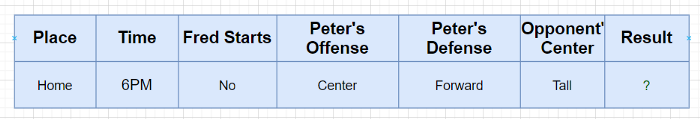 Place Time Fred Starts Peter's Offense Peter's Defense Opponent' Center Result
Home 6PM No Center Forward Tall ?